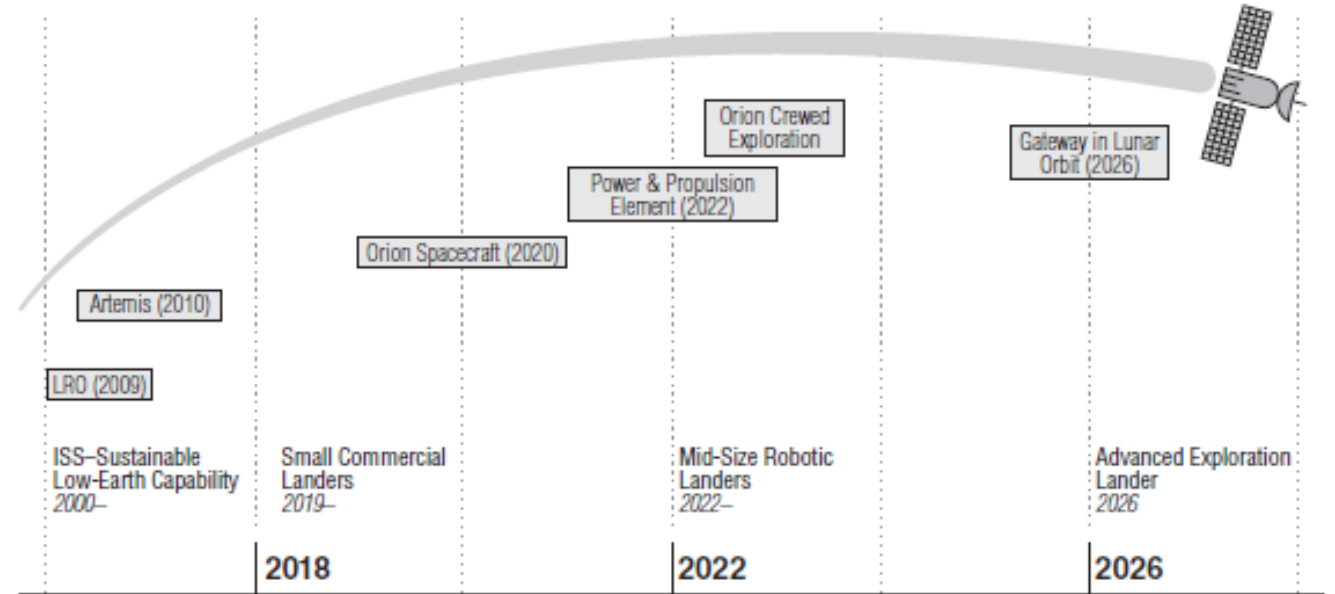 Orion Crewed
Exploration
Gateway in Lunar
Orbit (2026)
Power & Propulsion
Element (2022)
Orion Spacecraft (2020)
Artemis (2010)
LRO (2009)
ISS–Sustainable
Low-Earth Capability
2000–
Small Commercial
Landers
2019–
Mid-Size Robotic
Landers
2022–
Advanced Exploration
Lander
2026
2018
2022
2026